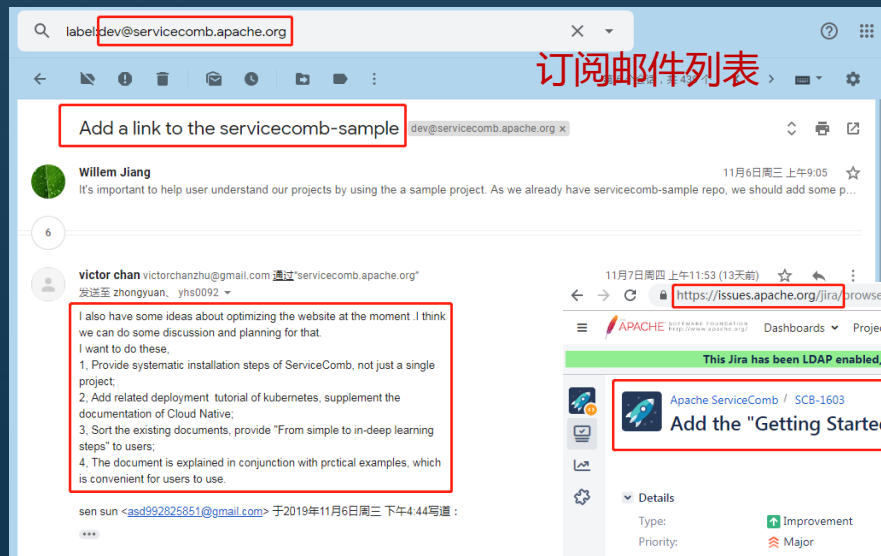 label:dev@servicecomb.apache.org
订阅邮件列表
Add a link to the servicecomb-sample
dev@servicecomb.apache.org ×
Willem Jiang
11月6日周三 上午9:05
It's important to help user understand our projects by using the a sample project. As we already have servicecomb-sample repo, we should add some p…
6
victor chan victorchanzhu@gmail.com 通过"servicecomb.apache.org"
11月7日周四 上午11:53 (13天前)
发送至 zhongyuan、 yhs0092
I also have some ideas about optimizing the website at the moment .I think
we can do some discussion and planning for that.
I want to do these,
1, Provide systematic installation steps of ServiceComb, not just a single
project;
2, Add related deployment tutorial of kubernetes, supplement the
documentation of Cloud Native;
3, Sort the existing documents, provide "From simple to in-deep learning
steps" to users;
4, The document is explained in conjunction with prctical examples, which
is convenient for users to use.
sen sun <asd992825851@gmail.com> 于2019年11月6日周三 下午4:44写道：
https://issues.apache.org/jira/browse
APACHE SOFTWARE FOUNDATION
http://www.apache.org/
Dashboards
Projec
This Jira has been LDAP enabled,
Apache ServiceComb / SCB-1603
Add the "Getting Started
Details
Type:
Improvement
Priority:
Major